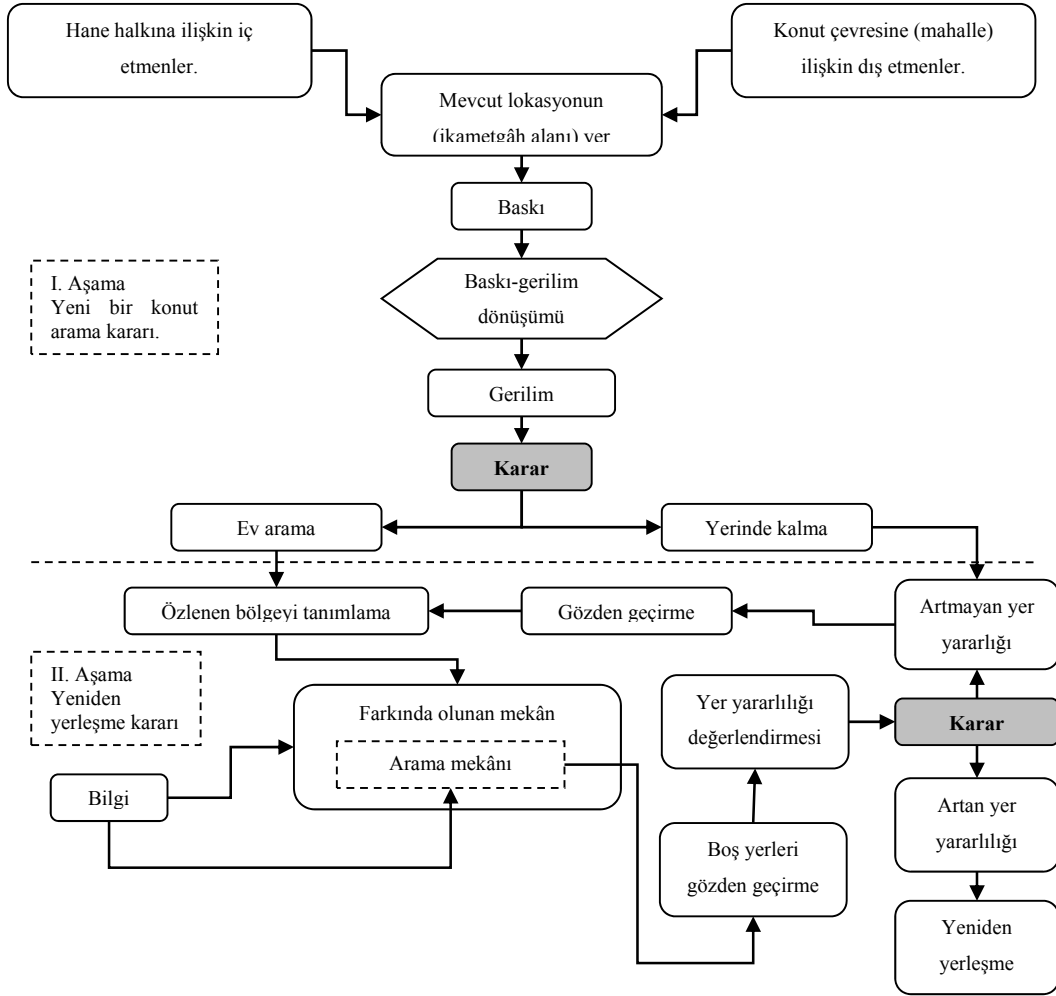 Hane halkına ilişkin iç
etmenler.
Konut çevresine (mahalle)
ilişkin dış etmenler.
Mevcut lokasyonun
(ikametgâh alanı) yer
Baskı
I. Aşama
Yeni bir konut
arama kararı.
Baskı-gerilim
dönüşümü
Gerilim
Karar
Ev arama
Yerinde kalma
Özlenen bölgeyi tanımlama
Gözden geçirme
Artmayan yer
yararlığı
II. Aşama
Yeniden
yerleşme kararı
Farkında olunan mekân
Arama mekânı
Yer yararlılığı
değerlendirmesi
Karar
Bilgi
Boş yerleri
gözden geçirme
Artan yer
yararlılığı
Yeniden
yerleşme